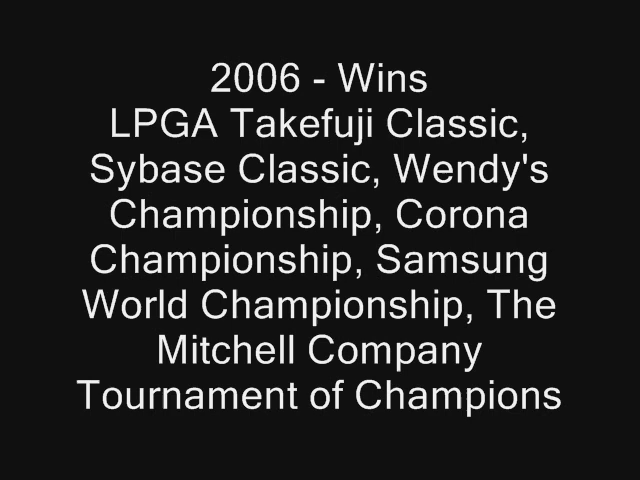 2006 - Wins
LPGA Takefuji Classic,
Sybase Classic, Wendy's
Championship, Corona
Championship, Samsung
World Championship, The
Mitchell Company
Tournament of Champions